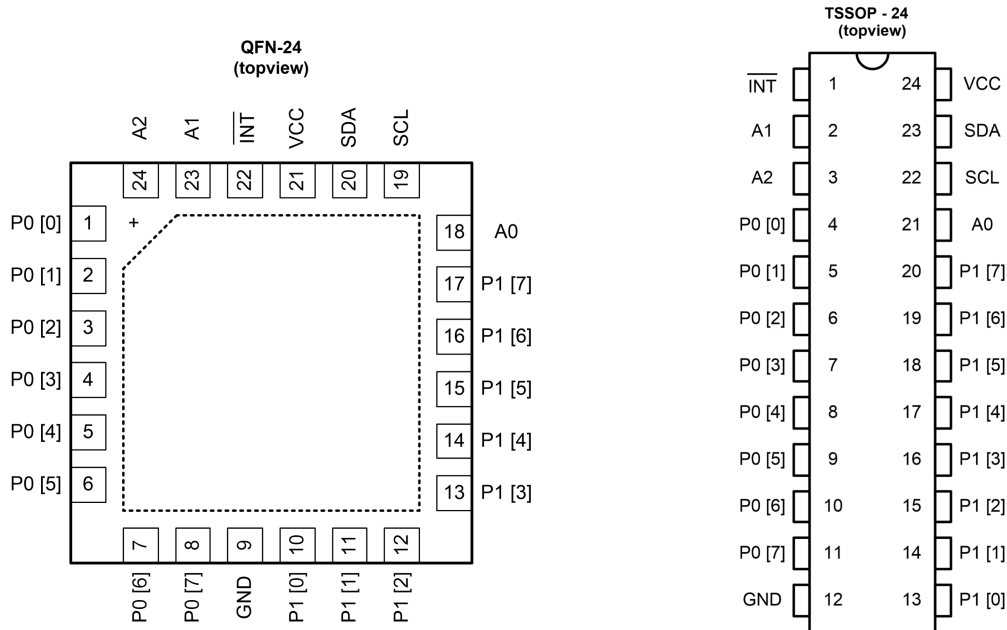 QFN-24
(topview)
A2
A1
INT
VCC
SDA
SCL
24
23
22
21
20
19
P0 [0] 1 +
P0 [1] 2
P0 [2] 3
P0 [3] 4
P0 [4] 5
P0 [5] 6
18 A0
17 P1 [7]
16 P1 [6]
15 P1 [5]
14 P1 [4]
13 P1 [3]
7
8
9
10
11
12
P0 [6]
P0 [7]
GND
P1 [0]
P1 [1]
P1 [2]
TSSOP - 24
(topview)
INT 1 24 VCC
A1 2 23 SDA
A2 3 22 SCL
P0 [0] 4 21 A0
P0 [1] 5 20 P1 [7]
P0 [2] 6 19 P1 [6]
P0 [3] 7 18 P1 [5]
P0 [4] 8 17 P1 [4]
P0 [5] 9 16 P1 [3]
P0 [6] 10 15 P1 [2]
P0 [7] 11 14 P1 [1]
GND 12 13 P1 [0]